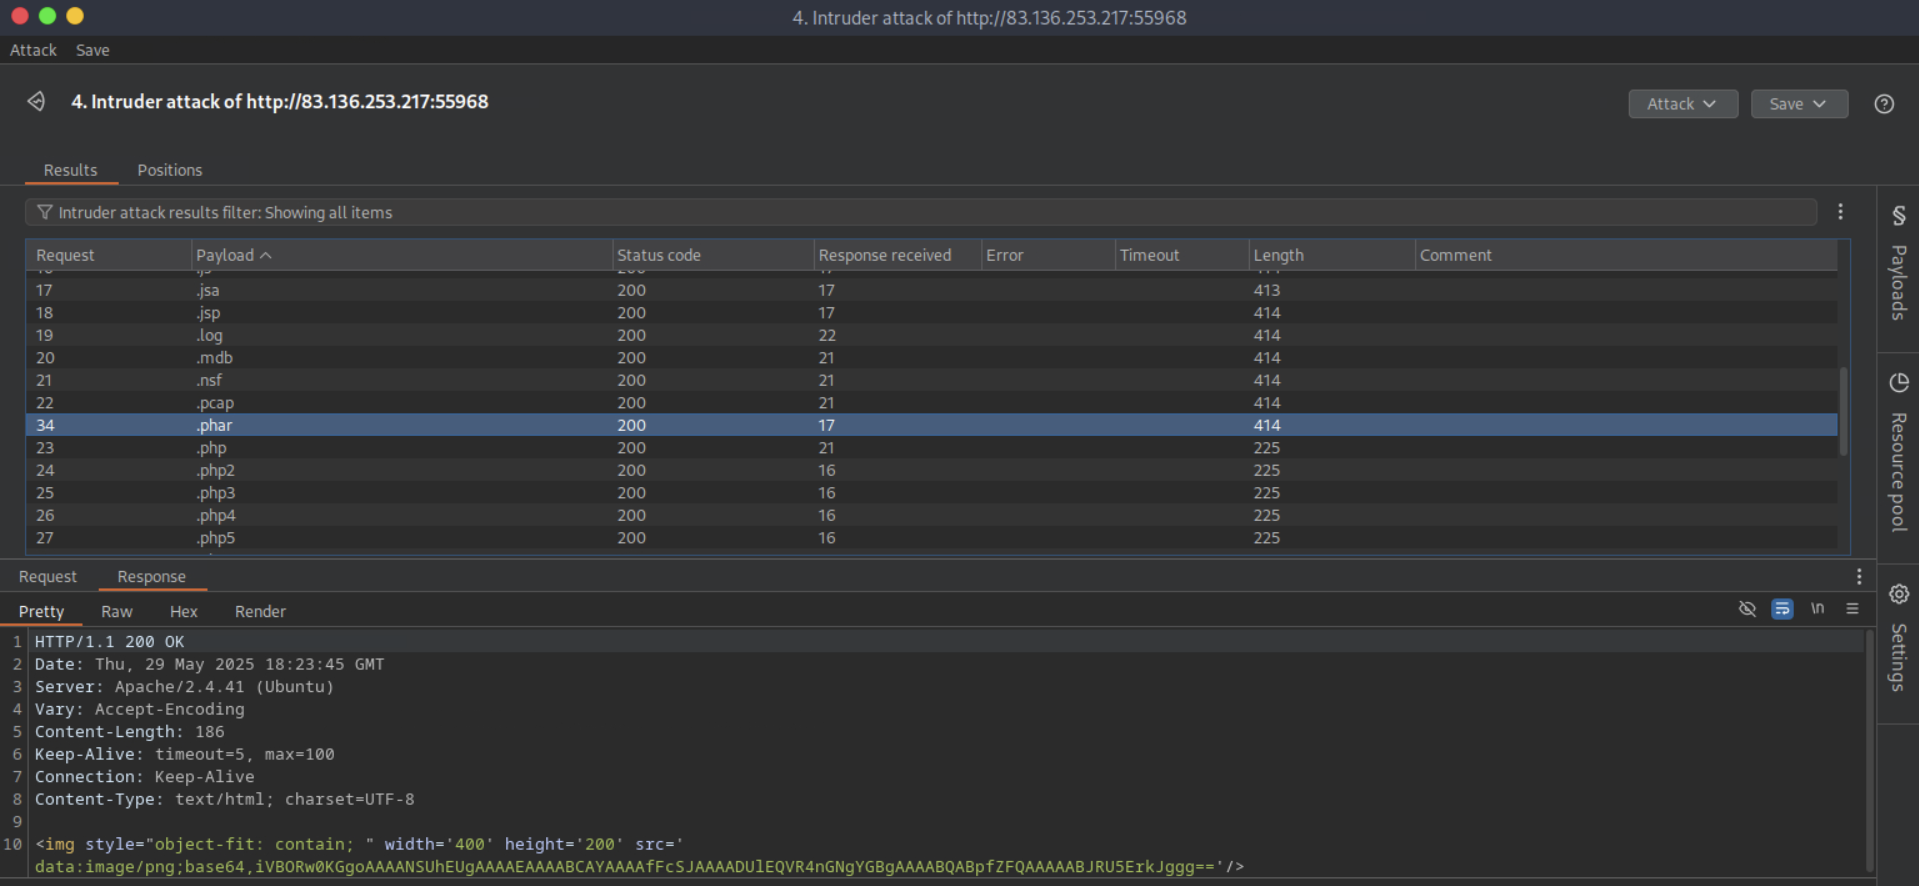 4. Intruder attack of http://83.136.253.217:55968
Attack Save
4. Intruder attack of http://83.136.253.217:55968
Attack Save
Results Positions
Intruder attack results filter: Showing all items
Request Payload Status code Response received Error Timeout Length Comment
17 .jsa 200 17 413
18 .jsp 200 17 414
19 .log 200 22 414
20 .mdb 200 21 414
21 .nsf 200 21 414
22 .pcap 200 21 414
34 .phar 200 17 414
23 .php 200 21 225
24 .php2 200 16 225
25 .php3 200 16 225
26 .php4 200 16 225
27 .php5 200 16 225
Payloads
Resource pool
Settings
Request Response
Pretty Raw Hex Render
\n
1 HTTP/1.1 200 OK
2 Date: Thu, 29 May 2025 18:23:45 GMT
3 Server: Apache/2.4.41 (Ubuntu)
4 Vary: Accept-Encoding
5 Content-Length: 186
6 Keep-Alive: timeout=5, max=100
7 Connection: Keep-Alive
8 Content-Type: text/html; charset=UTF-8
9
10 <img style="object-fit: contain; " width='400' height='200' src='
data:image/png;base64,iVBORw0KGgoAAAANSUhEUgAAAAEAAAABCAYAAAAfFcSJAAAADUlEQVR4nGNgYGBgAAAABQABpfZFQAAAAABJRU5ErkJggg=='/>